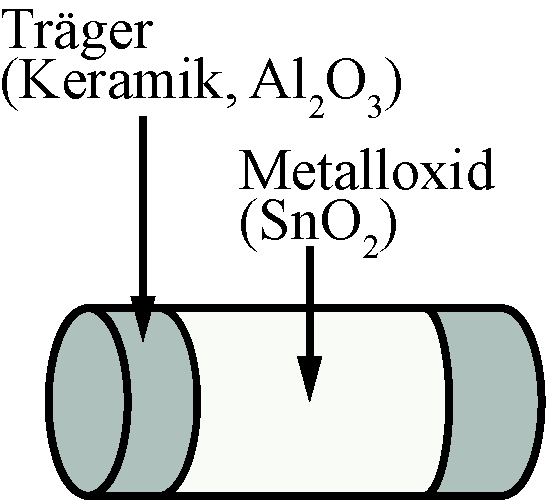 Träger
(Keramik, Al₂O₃)
Metalloxid
(SnO₂)